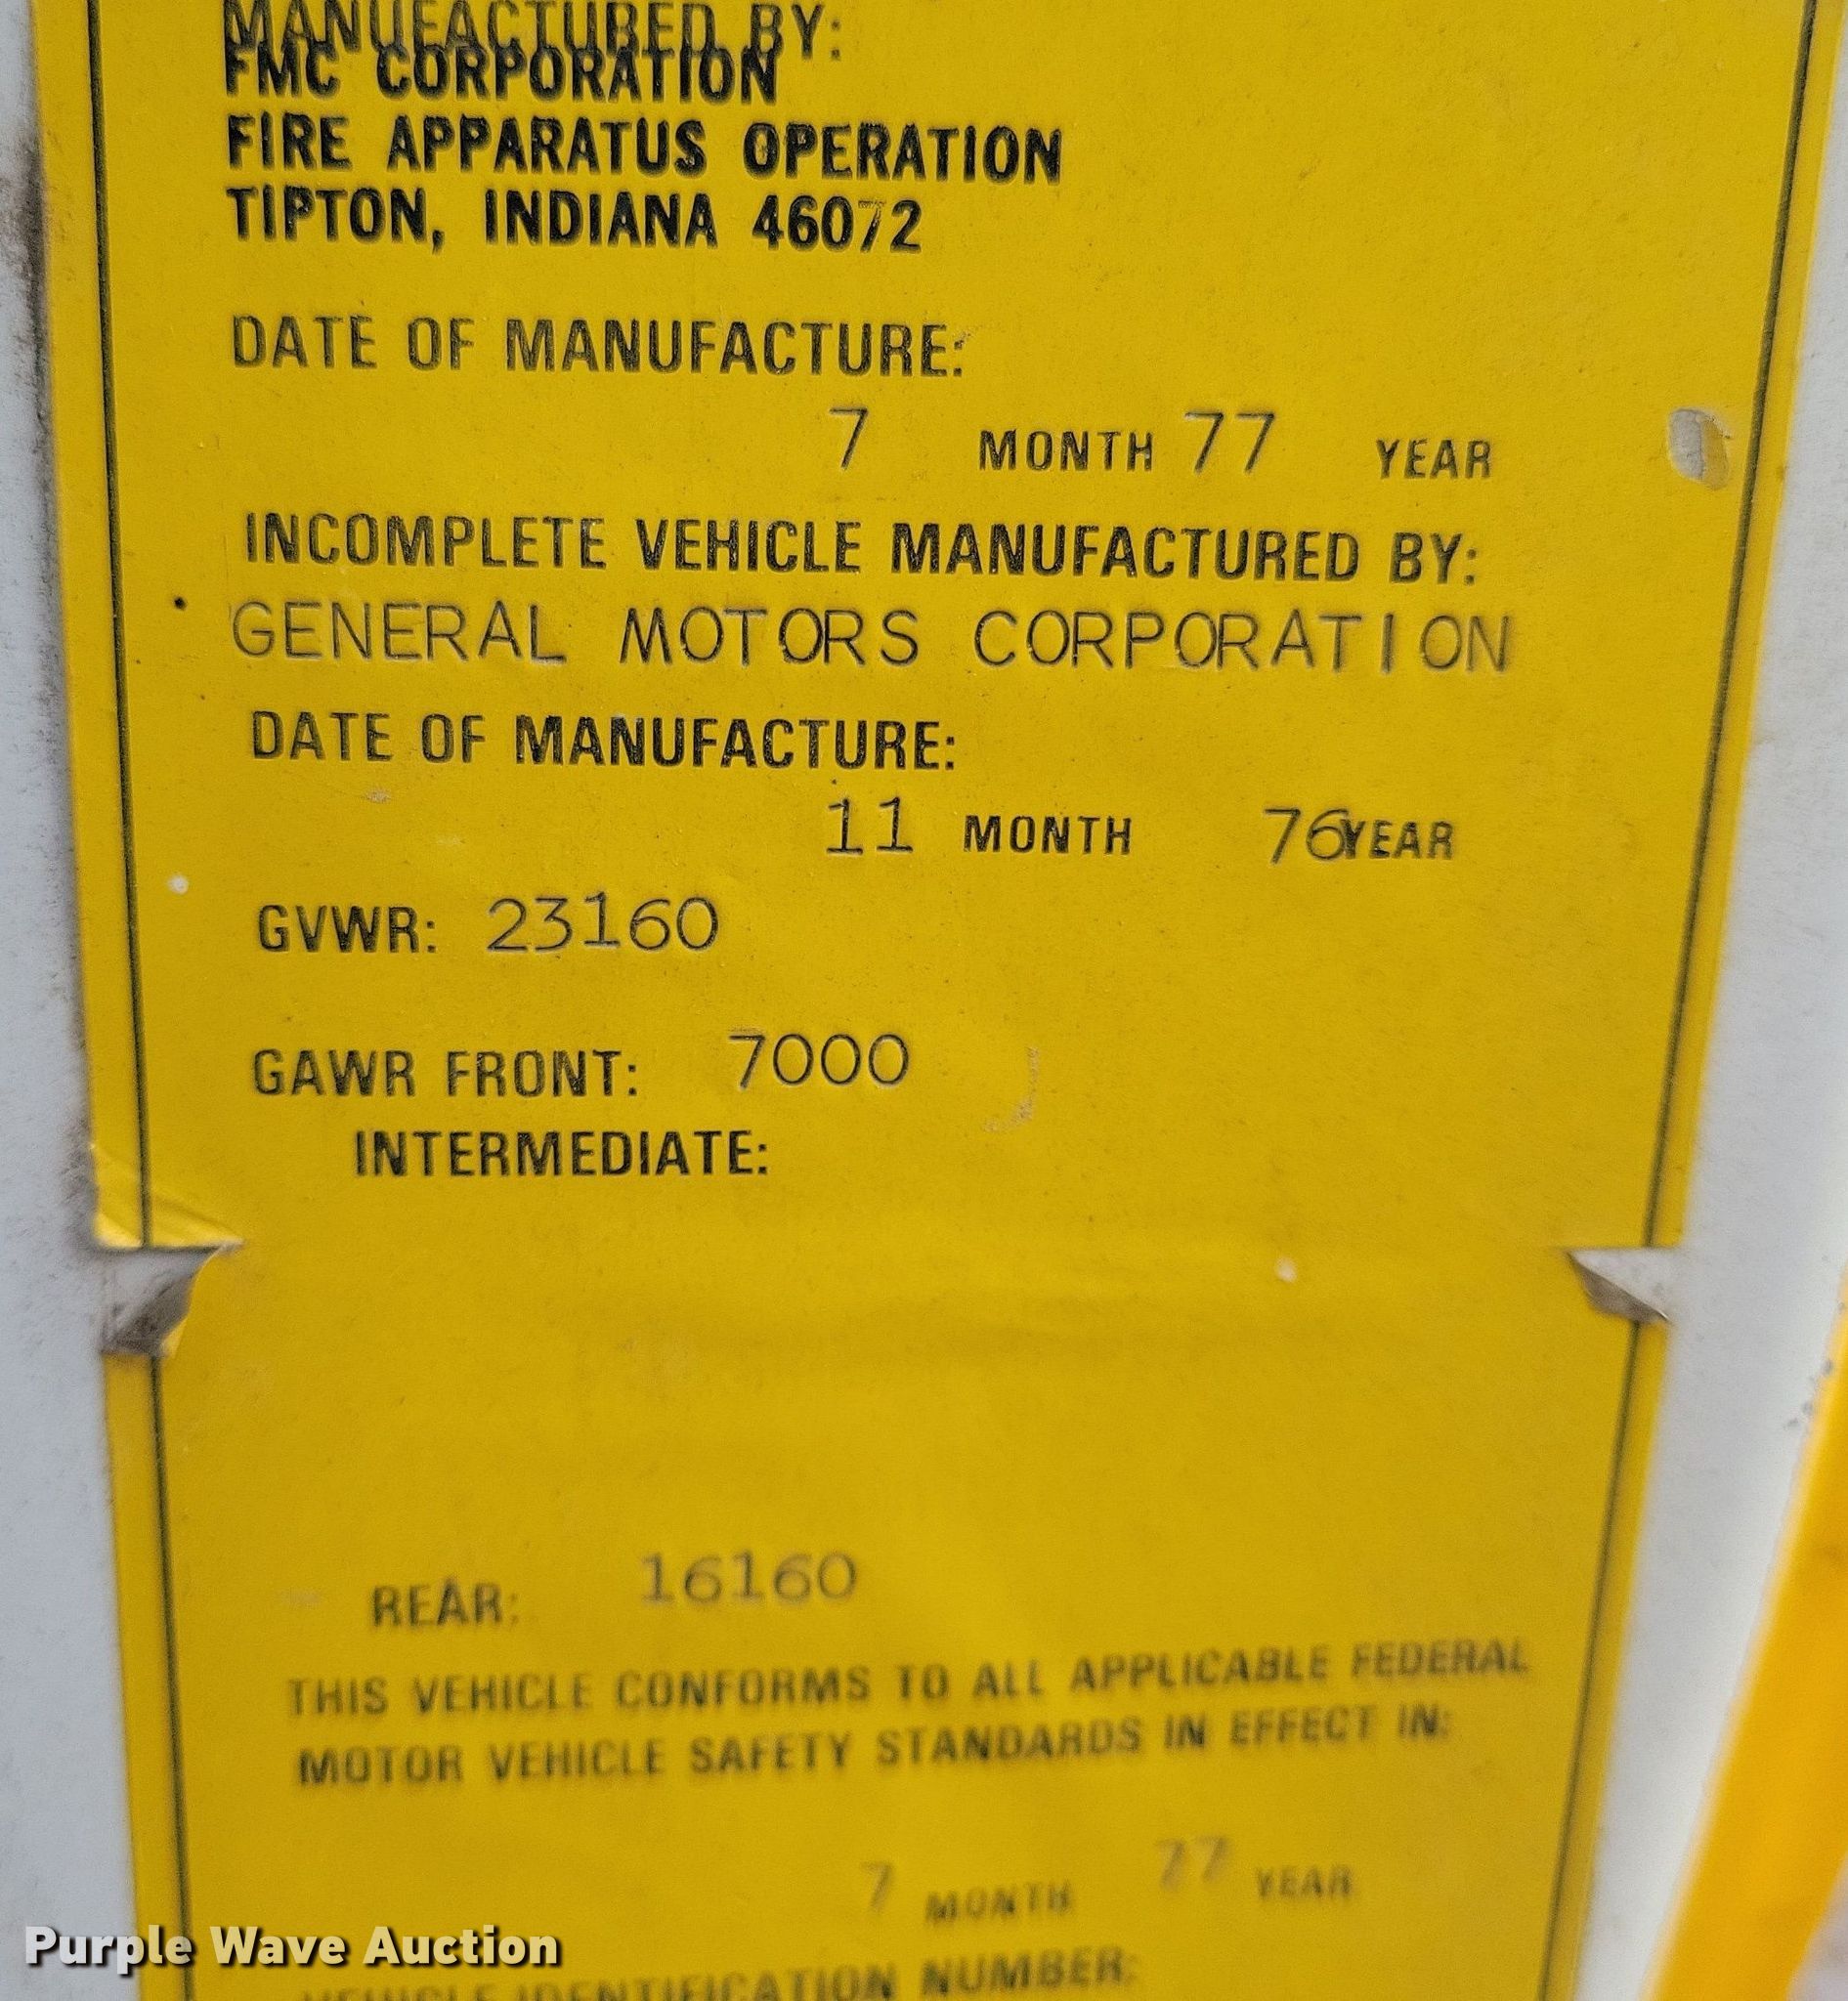 MANUFACTURED BY:
FMC CORPORATION
FIRE APPARATUS OPERATION
TIPTON, INDIANA 46072
DATE OF MANUFACTURE:
7 MONTH 77 YEAR
INCOMPLETE VEHICLE MANUFACTURED BY:
GENERAL MOTORS CORPORATION
DATE OF MANUFACTURE:
11 MONTH 76 YEAR
GVWR: 23160
GAWR FRONT: 7000
INTERMEDIATE:
REAR: 16160
THIS VEHICLE CONFORMS TO ALL APPLICABLE FEDERAL
MOTOR VEHICLE SAFETY STANDARDS IN EFFECT IN:
7 MONTH 77 YEAR
VEHICLE IDENTIFICATION NUMBER:
Purple Wave Auction